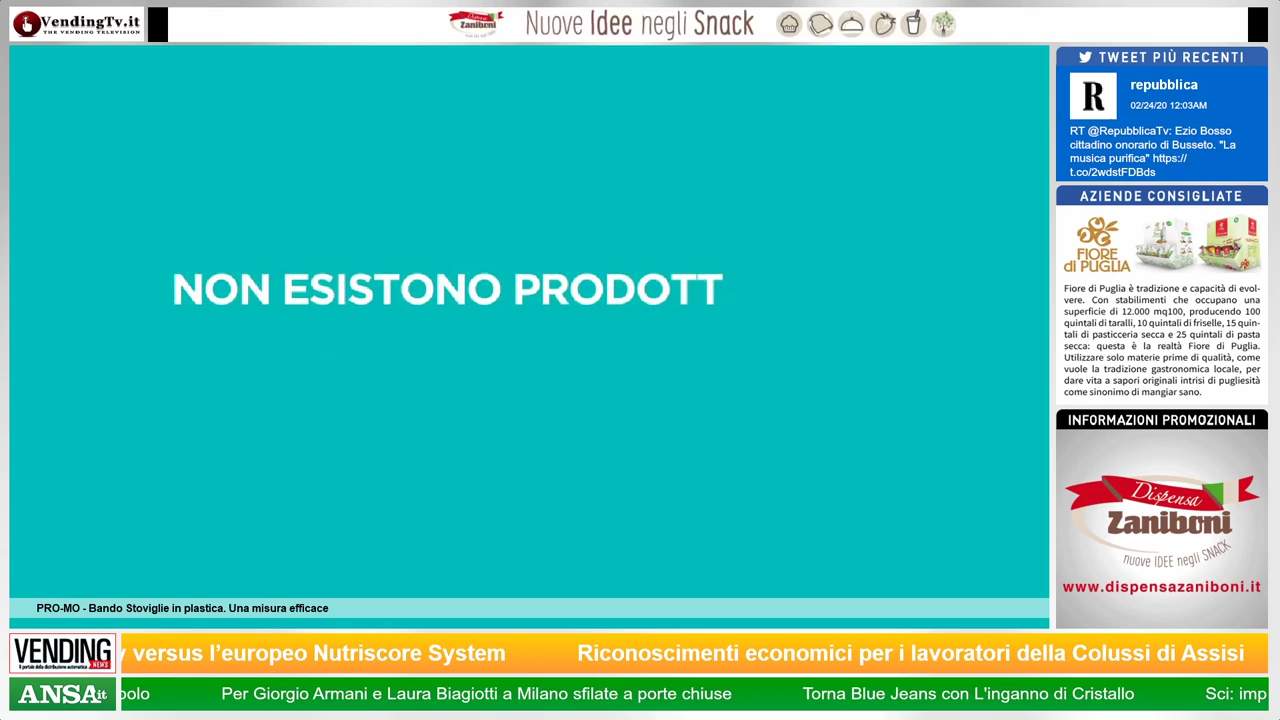 VendingTv.it
THE VENDING TELEVISION
Dispensa
Zaniboni
Nuove Idee negli Snack
TWEET PIÙ RECENTI
R
repubblica
02/24/20 12:03AM
RT @RepubblicaTv: Ezio Bosso
cittadino onorario di Busseto. "La
musica purifica" https://
t.co/2wdstFDBds
AZIENDE CONSIGLIATE
FIORE
di PUGLIA
Fiore di Puglia è tradizione e capacità di evol-
vere. Con stabilimenti che occupano una
superficie di 12.000 mq100, producendo 100
quintali di taralli, 10 quintali di friselle, 15 quin-
tali di pasticceria secca e 25 quintali di pasta
secca: questa è la realtà Fiore di Puglia.
Utilizzare solo materie prime di qualità, come
vuole la tradizione gastronomica locale, per
dare vita a sapori originali intrisi di pugliesità
come sinonimo di mangiar sano.
NON ESISTONO PRODOTT
INFORMAZIONI PROMOZIONALI
Dispensa
Zaniboni
nuove IDEE negli SNACK
www.dispensazaniboni.it
PRO-MO - Bando Stoviglie in plastica. Una misura efficace
VENDING
Il portale della distribuzione automatica NEWS
versus l’europeo Nutriscore System Riconoscimenti economici per i lavoratori della Colussi di Assisi
ANSA.it
polo Per Giorgio Armani e Laura Biagiotti a Milano sfilate a porte chiuse Torna Blue Jeans con L'inganno di Cristallo Sci: imp